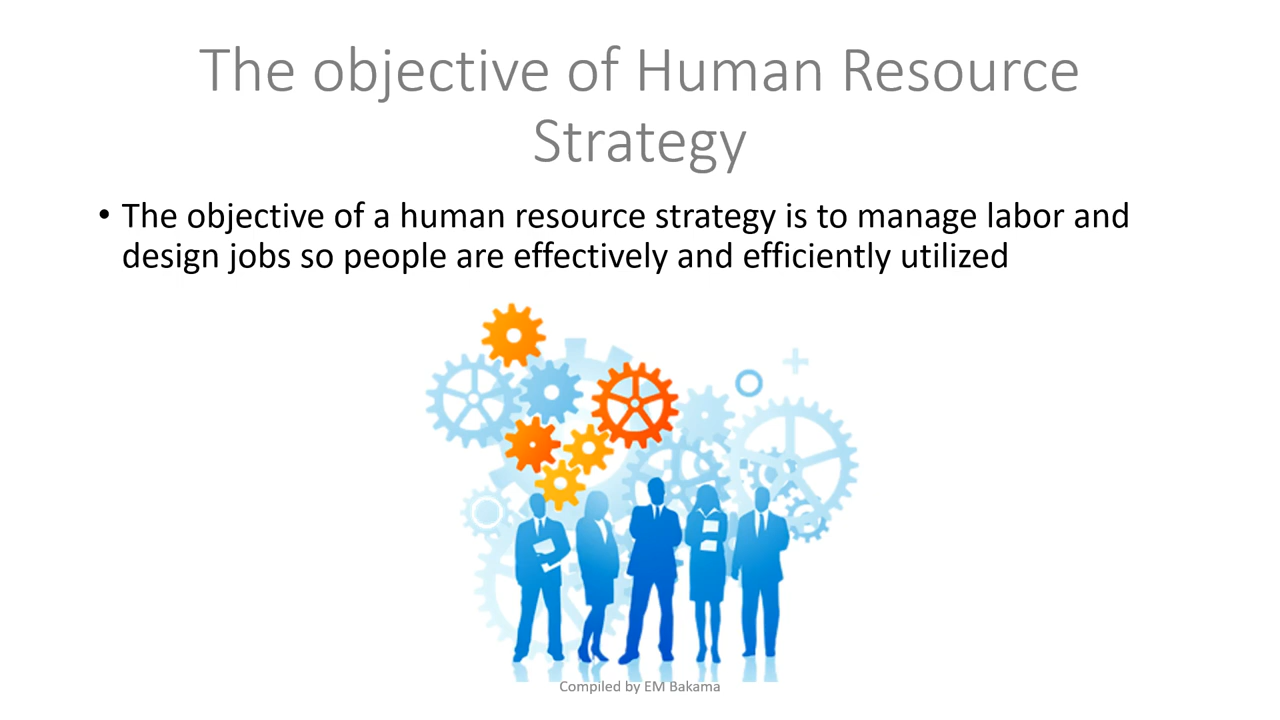 The objective of Human Resource
Strategy
• The objective of a human resource strategy is to manage labor and
design jobs so people are effectively and efficiently utilized
Compiled by EM Bakama